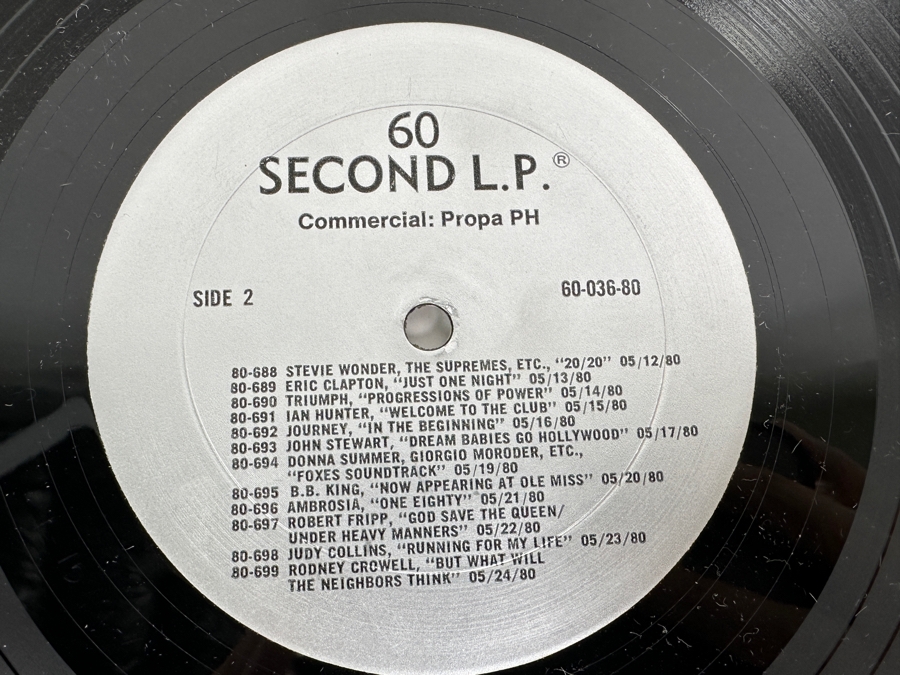 60
SECOND L.P.®
Commercial: Propa PH
SIDE 2 60-036-80
80-688 STEVIE WONDER, THE SUPREMES, ETC., "20/20" 05/12/80
80-689 ERIC CLAPTON, "JUST ONE NIGHT" 05/13/80
80-690 TRIUMPH, "PROGRESSIONS OF POWER" 05/14/80
80-691 IAN HUNTER, "WELCOME TO THE CLUB" 05/15/80
80-692 JOURNEY, "IN THE BEGINNING" 05/16/80
80-693 JOHN STEWART, "DREAM BABIES GO HOLLYWOOD" 05/17/80
80-694 DONNA SUMMER, GIORGIO MORODER, ETC.,
"FOXES SOUNDTRACK" 05/19/80
80-695 B.B. KING, "NOW APPEARING AT OLE MISS" 05/20/80
80-696 AMBROSIA, "ONE EIGHTY" 05/21/80
80-697 ROBERT FRIPP, "GOD SAVE THE QUEEN/
UNDER HEAVY MANNERS" 05/22/80
80-698 JUDY COLLINS, "RUNNING FOR MY LIFE" 05/23/80
80-699 RODNEY CROWELL, "BUT WHAT WILL
THE NEIGHBORS THINK" 05/24/80